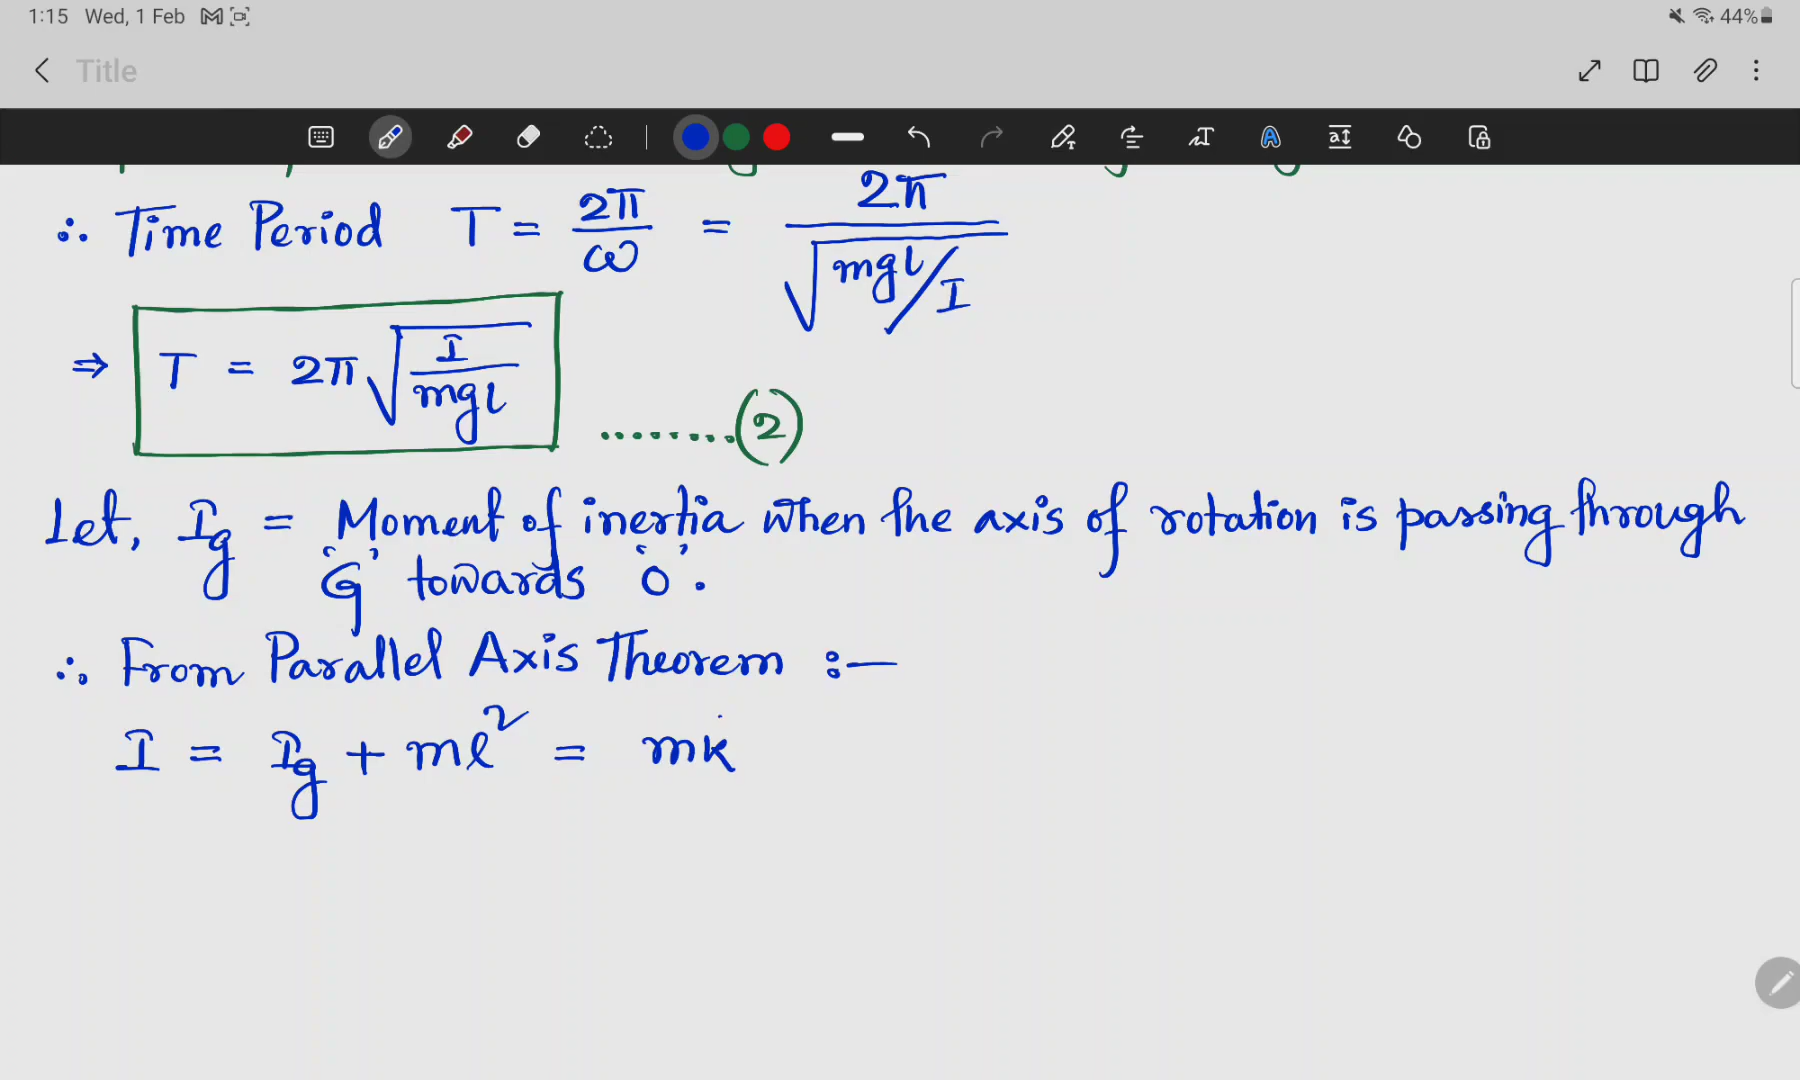 1:15 Wed, 1 Feb 44%
Title
∴ Time Period T = 2π/ω = 2π/√(mgl/I)
⇒ T = 2π√(I/mgl) ........(2)
Let, Ig = Moment of inertia when the axis of rotation is passing through
'G' towards 'O'.
∴ From Parallel Axis Theorem :—
I = Ig + ml² = mk